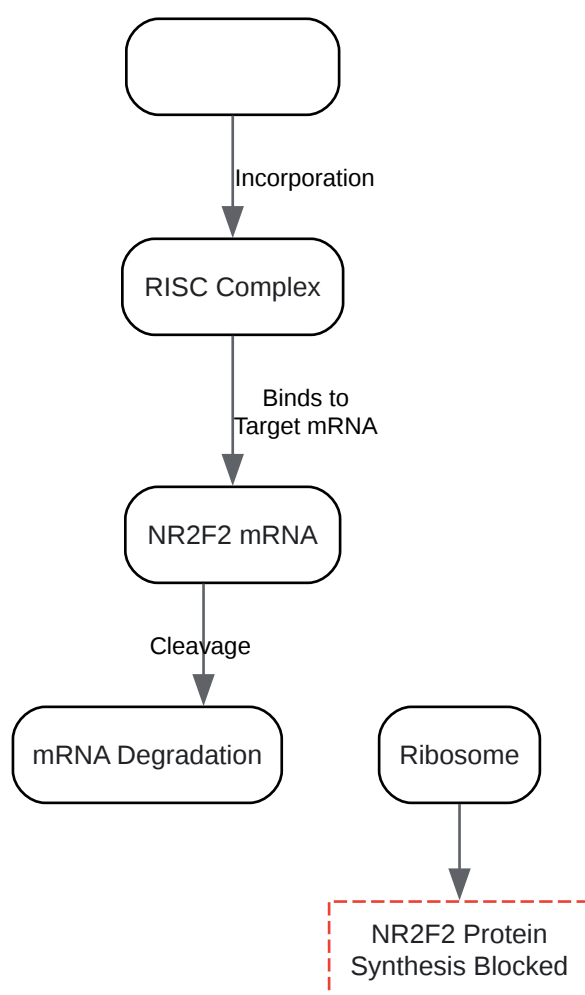 Incorporation
RISC Complex
Binds to
Target mRNA
NR2F2 mRNA
Cleavage
mRNA Degradation
Ribosome
NR2F2 Protein
Synthesis Blocked